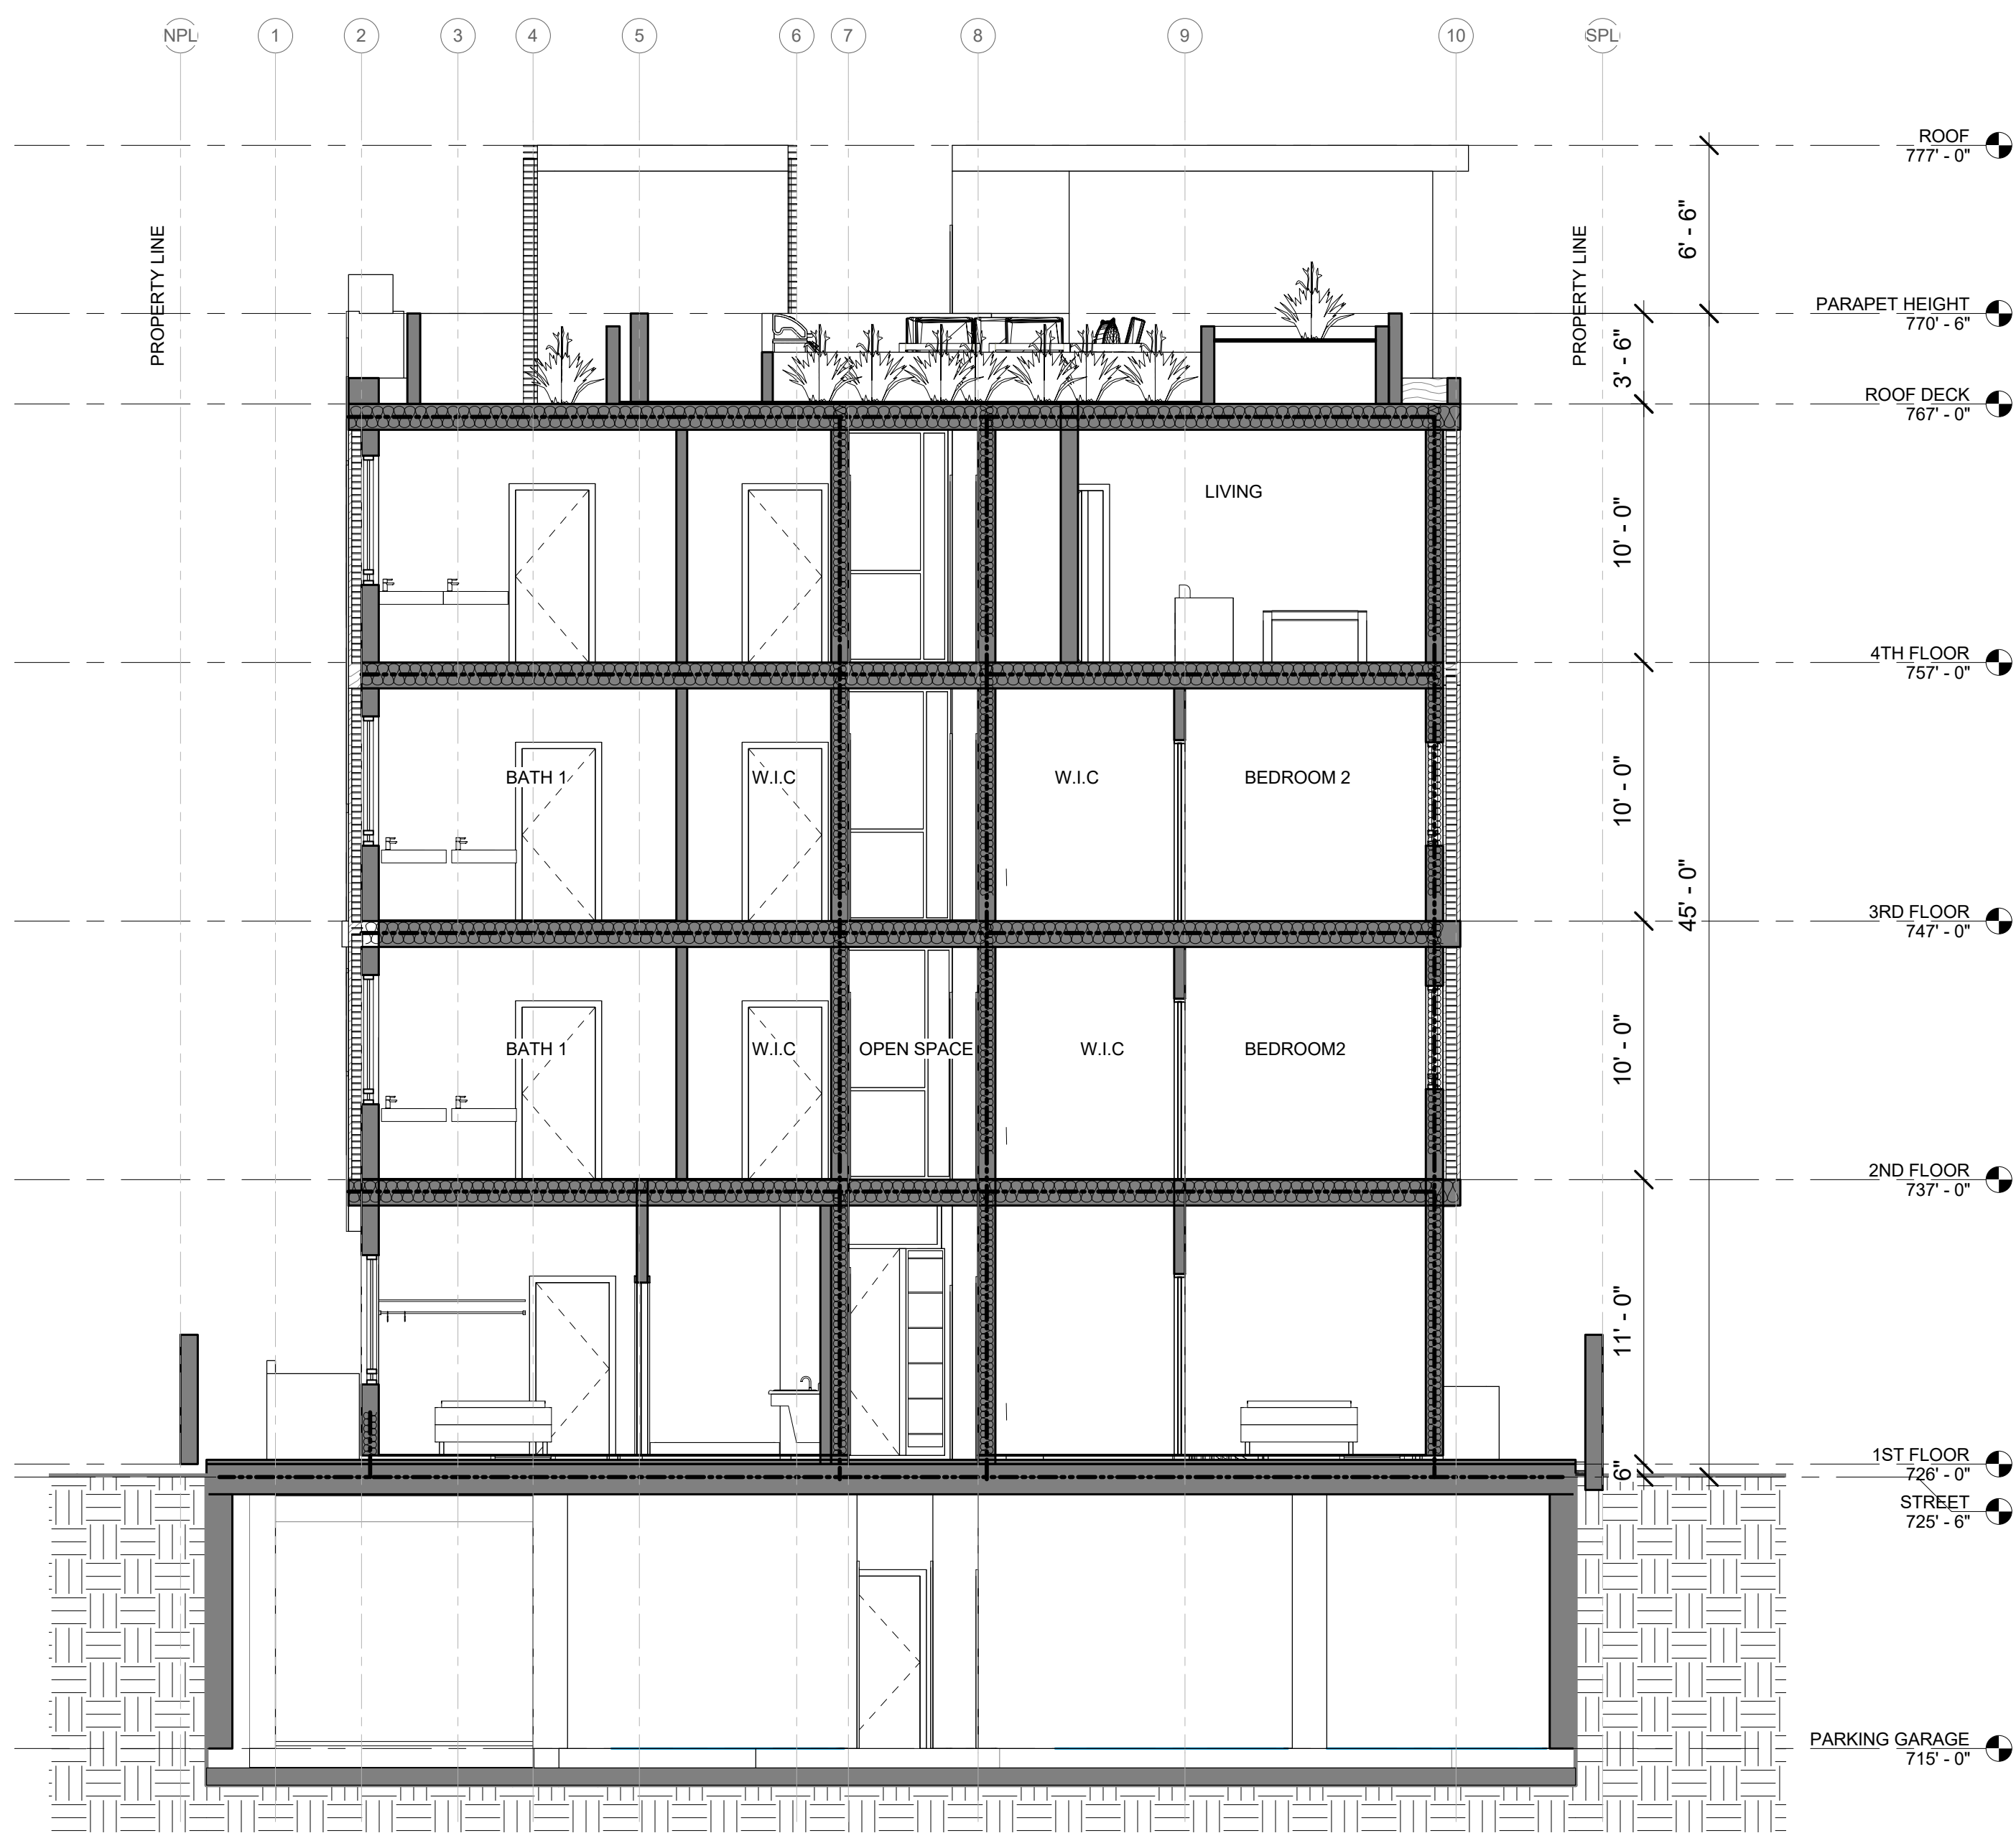 NPL
1
2
3
4
5
6
7
8
9
10
SPL
ROOF
777' - 0"
PROPERTY LINE
PROPERTY LINE
6' - 6"
PARAPET HEIGHT
770' - 6"
3' - 6"
ROOF DECK
767' - 0"
LIVING
10' - 0"
4TH FLOOR
757' - 0"
BATH 1
W.I.C
W.I.C
BEDROOM 2
10' - 0"
45' - 0"
3RD FLOOR
747' - 0"
BATH 1
W.I.C
OPEN SPACE
W.I.C
BEDROOM2
10' - 0"
2ND FLOOR
737' - 0"
11' - 0"
1ST FLOOR
726' - 0"
6"
STREET
725' - 6"
PARKING GARAGE
715' - 0"